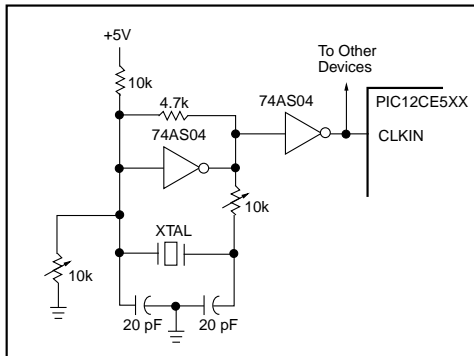 +5V
To Other
Devices
10k
4.7k
74AS04
PIC12CE5XX
74AS04
CLKIN
10k
XTAL
10k
20 pF
20 pF